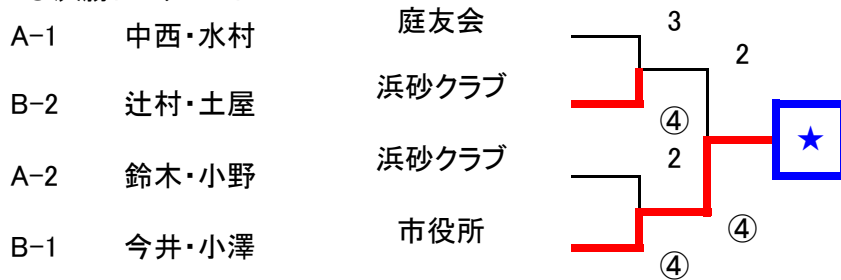 A-1 中西・水村 庭友会 3
2
B-2 辻村・土屋 浜砂クラブ ④
★
A-2 鈴木・小野 浜砂クラブ 2
④
B-1 今井・小澤 市役所 ④